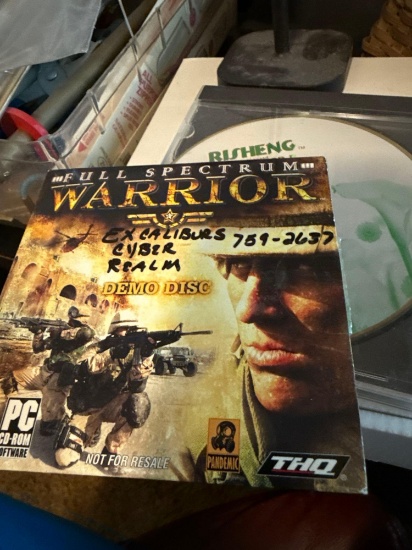 BISHENG
FULL SPECTRUM
WARRIOR
EXCALIBURS 759-2637
CYBER
REALM
DEMO DISC
PC
CD-ROM
SOFTWARE
NOT FOR RESALE
PANDEMIC
THQ